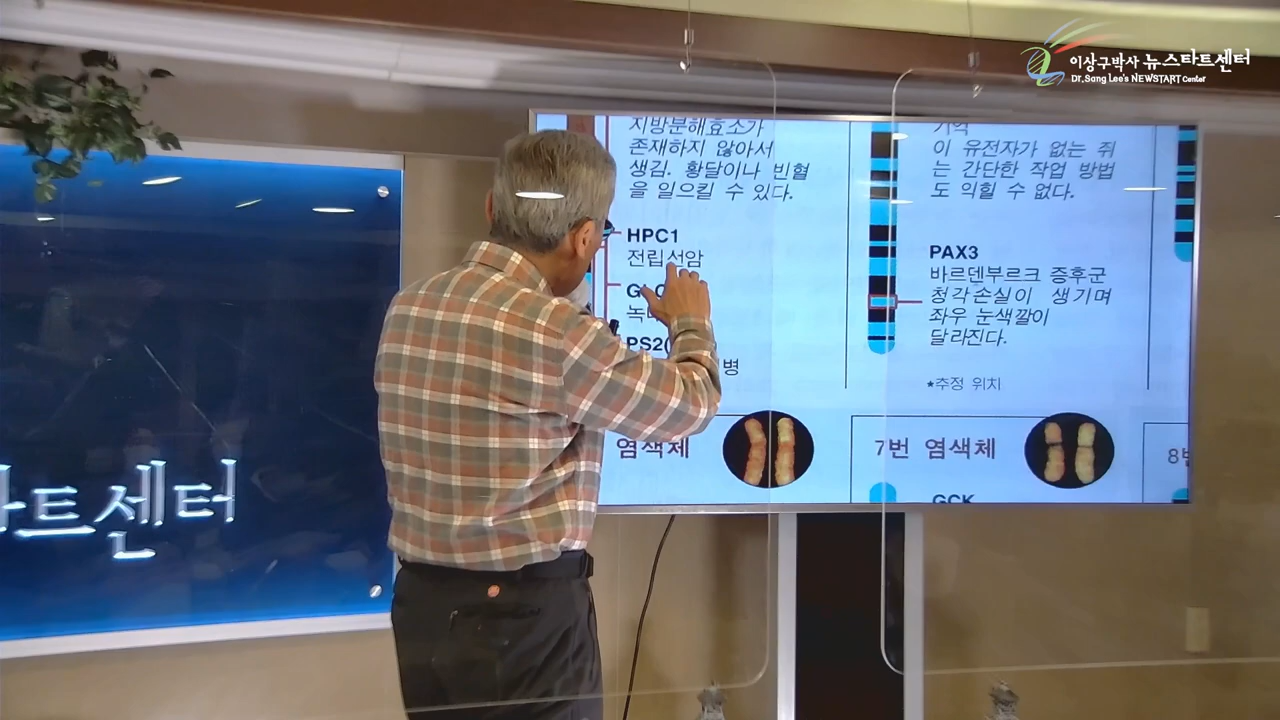 이상구박사 뉴스타트센터
Dr. Sang Lee's NEWSTART Center
지방분해효소가
존재하지 않아서
생김. 황달이나 빈혈
을 일으킬 수 있다.
HPC1
전립선암
PS2(
병
염색체
기억
이 유전자가 없는 쥐
는 간단한 작업 방법
도 익힐 수 없다.
PAX3
바르덴부르크 증후군
청각손실이 생기며
좌우 눈색깔이
달라진다.
★추정 위치
7번 염색체
GCK
8번
타트센터